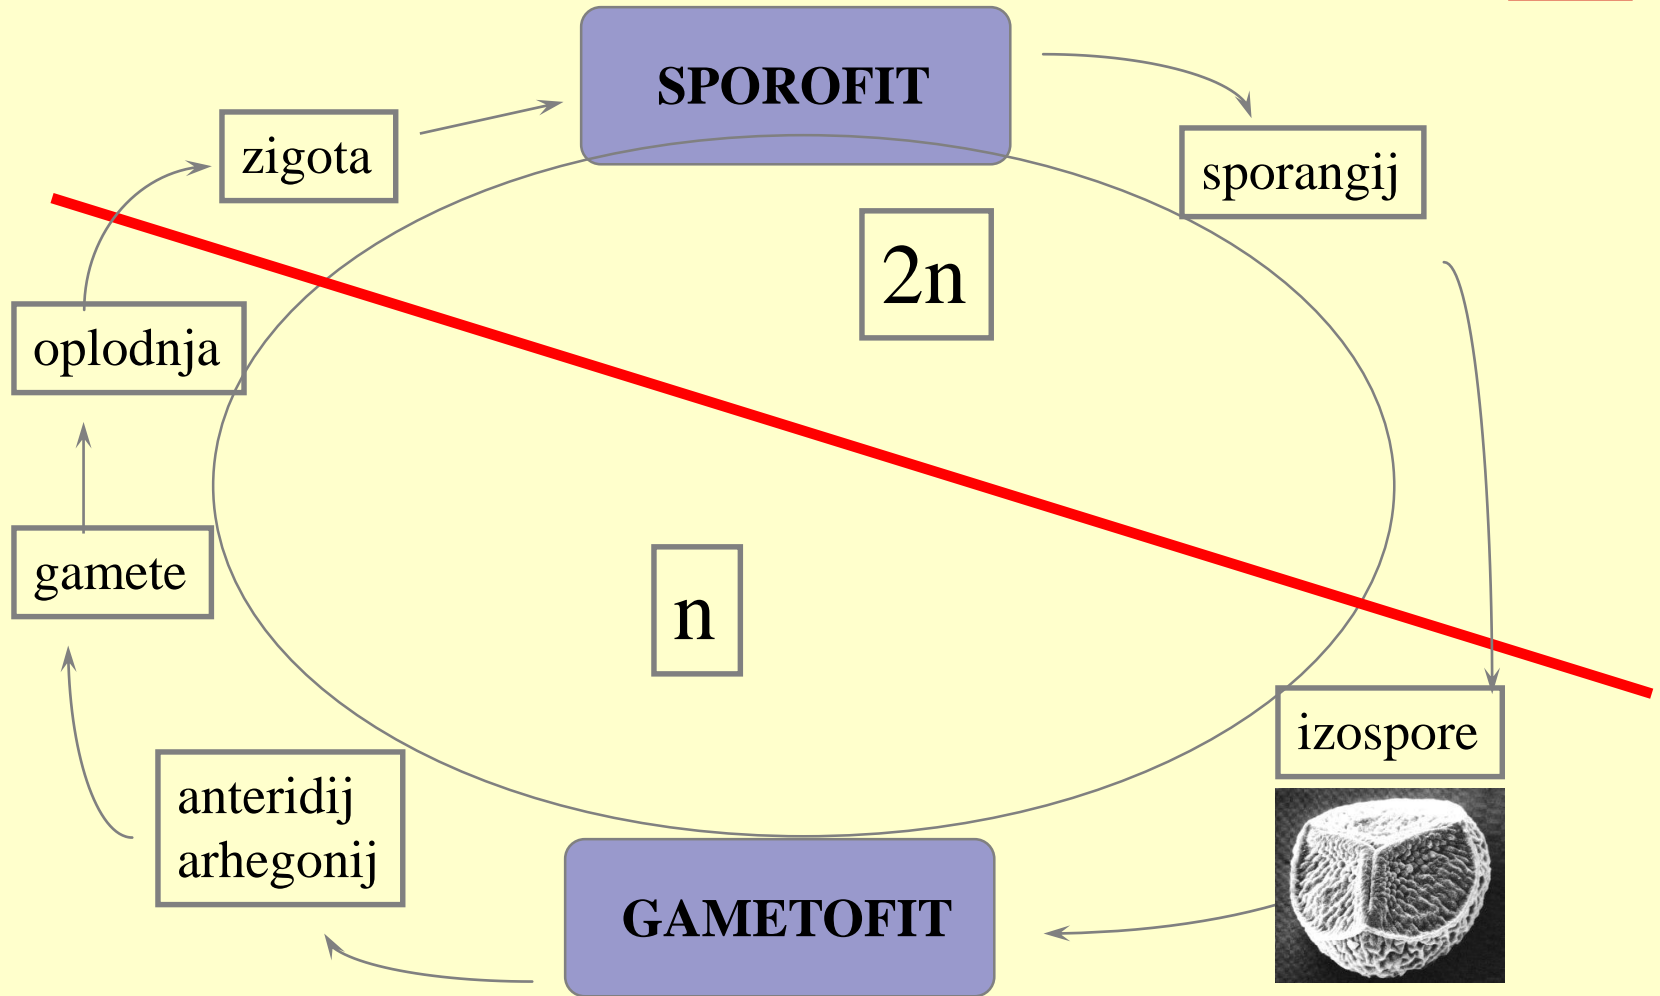 SPOROFIT
zigota
sporangij
2n
oplodnja
gamete
n
izospore
anteridij
arhegonij
GAMETOFIT